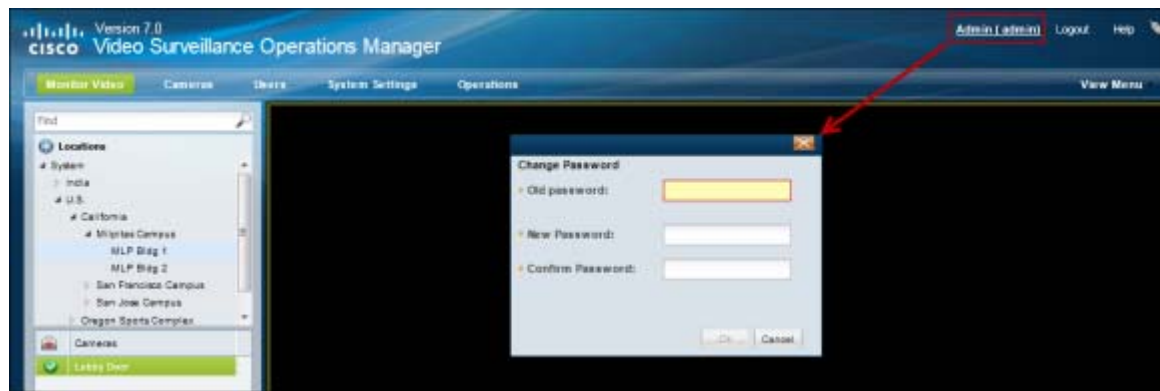 Version 7.0
CISCO Video Surveillance Operations Manager
Admin (admin) Logout Help
Monitor Video Cameras Users System Settings Operations View Menu
Find
Locations
System
India
U.S.
California
Milpitas Campus
MLP Bldg 1
MLP Bldg 2
San Francisco Campus
San Jose Campus
Oregon Sports Complex
Cameras
Lobby Door
Change Password
* Old password:
* New Password:
* Confirm Password:
Ok Cancel